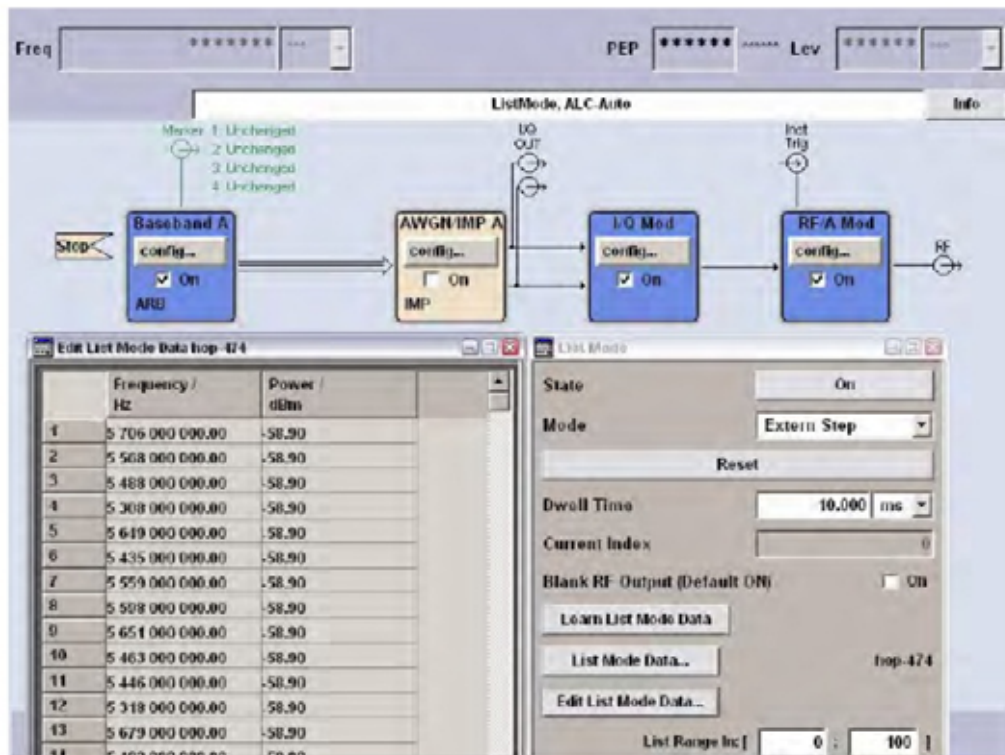 Freq ******* --- PEP ****** ------ Lev ****** ---
ListMode, ALC-Auto Info
Marker 1: Unchanged
2: Unchanged
3: Unchanged
4: Unchanged
I/Q
OUT
Inst
Trig
Stop
Baseband A
config...
On
ARB
AWGN/IMP A
config...
On
IMP
I/Q Mod
config...
On
RF/A Mod
config...
On
RF
Edit List Mode Data hop-474
Frequency /
Hz
Power /
dBm
1 5 706 000 000.00 -58.90
2 5 568 000 000.00 -58.90
3 5 488 000 000.00 -58.90
4 5 308 000 000.00 -58.90
5 5 649 000 000.00 -58.90
6 5 435 000 000.00 -58.90
7 5 559 000 000.00 -58.90
8 5 598 000 000.00 -58.90
9 5 651 000 000.00 -58.90
10 5 463 000 000.00 -58.90
11 5 446 000 000.00 -58.90
12 5 318 000 000.00 -58.90
13 5 679 000 000.00 -58.90
List Mode
State On
Mode Extern Step
Reset
Dwell Time 10.000 ms
Current Index 0
Blank RF Output (Default ON) On
Learn List Mode Data
List Mode Data... hop-474
Edit List Mode Data...
List Range In: [ 0 : 100 ]